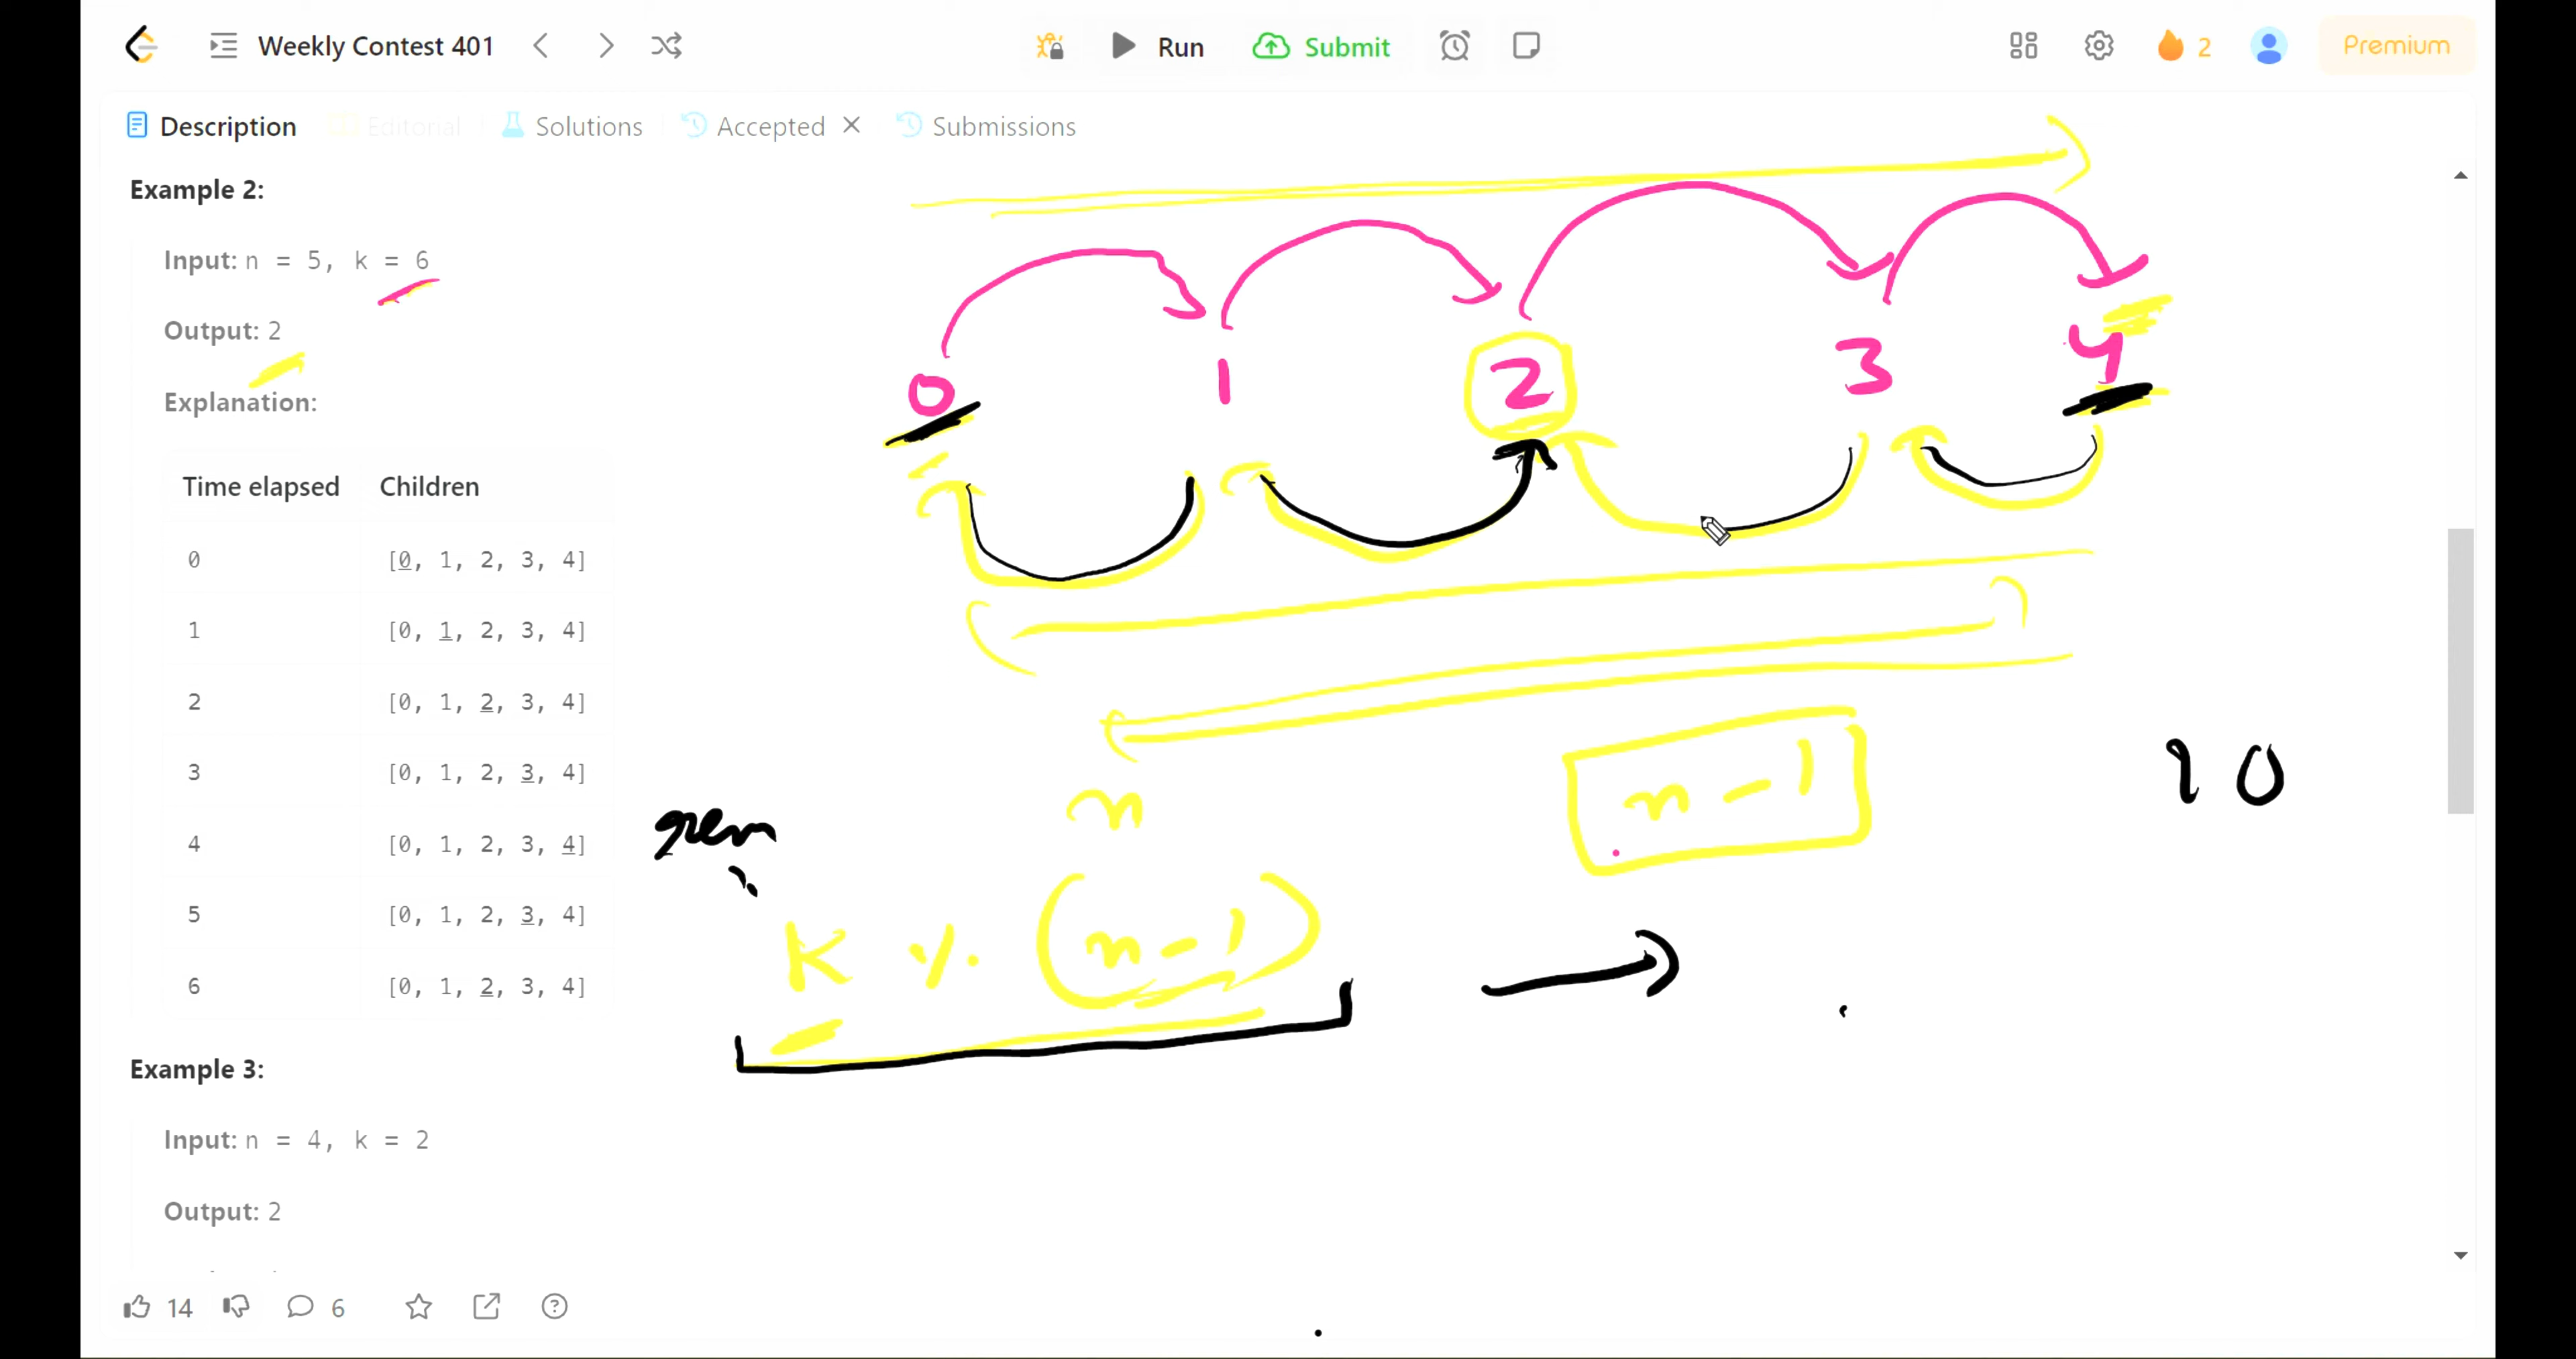 Weekly Contest 401
Run
Submit
2
Premium
Description
Editorial
Solutions
Accepted
Submissions
Example 2:
Input: n = 5, k = 6
Output: 2
Explanation:
Time elapsed Children
0 [0, 1, 2, 3, 4]
1 [0, 1, 2, 3, 4]
2 [0, 1, 2, 3, 4]
3 [0, 1, 2, 3, 4]
4 [0, 1, 2, 3, 4]
5 [0, 1, 2, 3, 4]
6 [0, 1, 2, 3, 4]
Example 3:
Input: n = 4, k = 2
Output: 2
14
6
0 1 2 3 4
n
n - 1
10
rem
K % (n - 1)